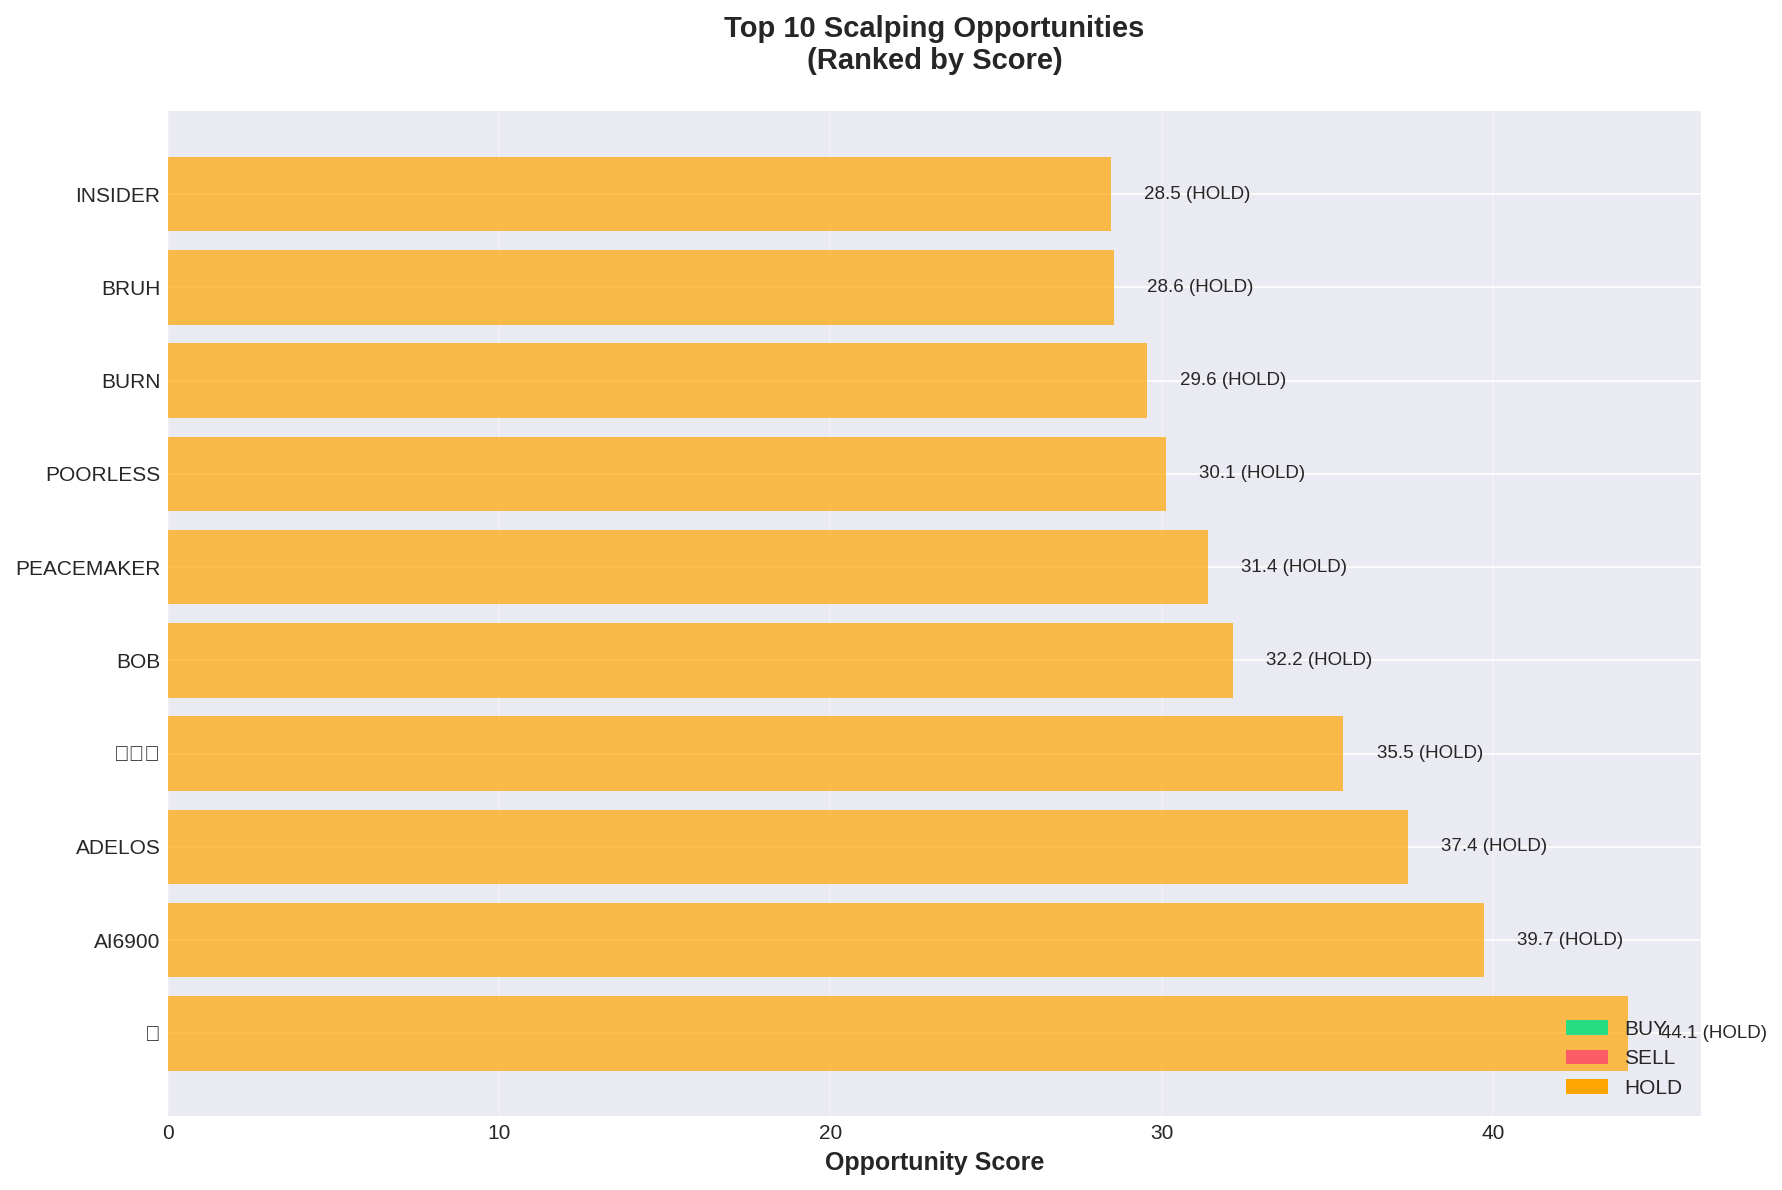 Top 10 Scalping Opportunities
(Ranked by Score)
INSIDER
28.5 (HOLD)
BRUH
28.6 (HOLD)
BURN
29.6 (HOLD)
POORLESS
30.1 (HOLD)
PEACEMAKER
31.4 (HOLD)
BOB
32.2 (HOLD)
35.5 (HOLD)
ADELOS
37.4 (HOLD)
AI6900
39.7 (HOLD)
44.1 (HOLD)
BUY
SELL
HOLD
0 10 20 30 40
Opportunity Score